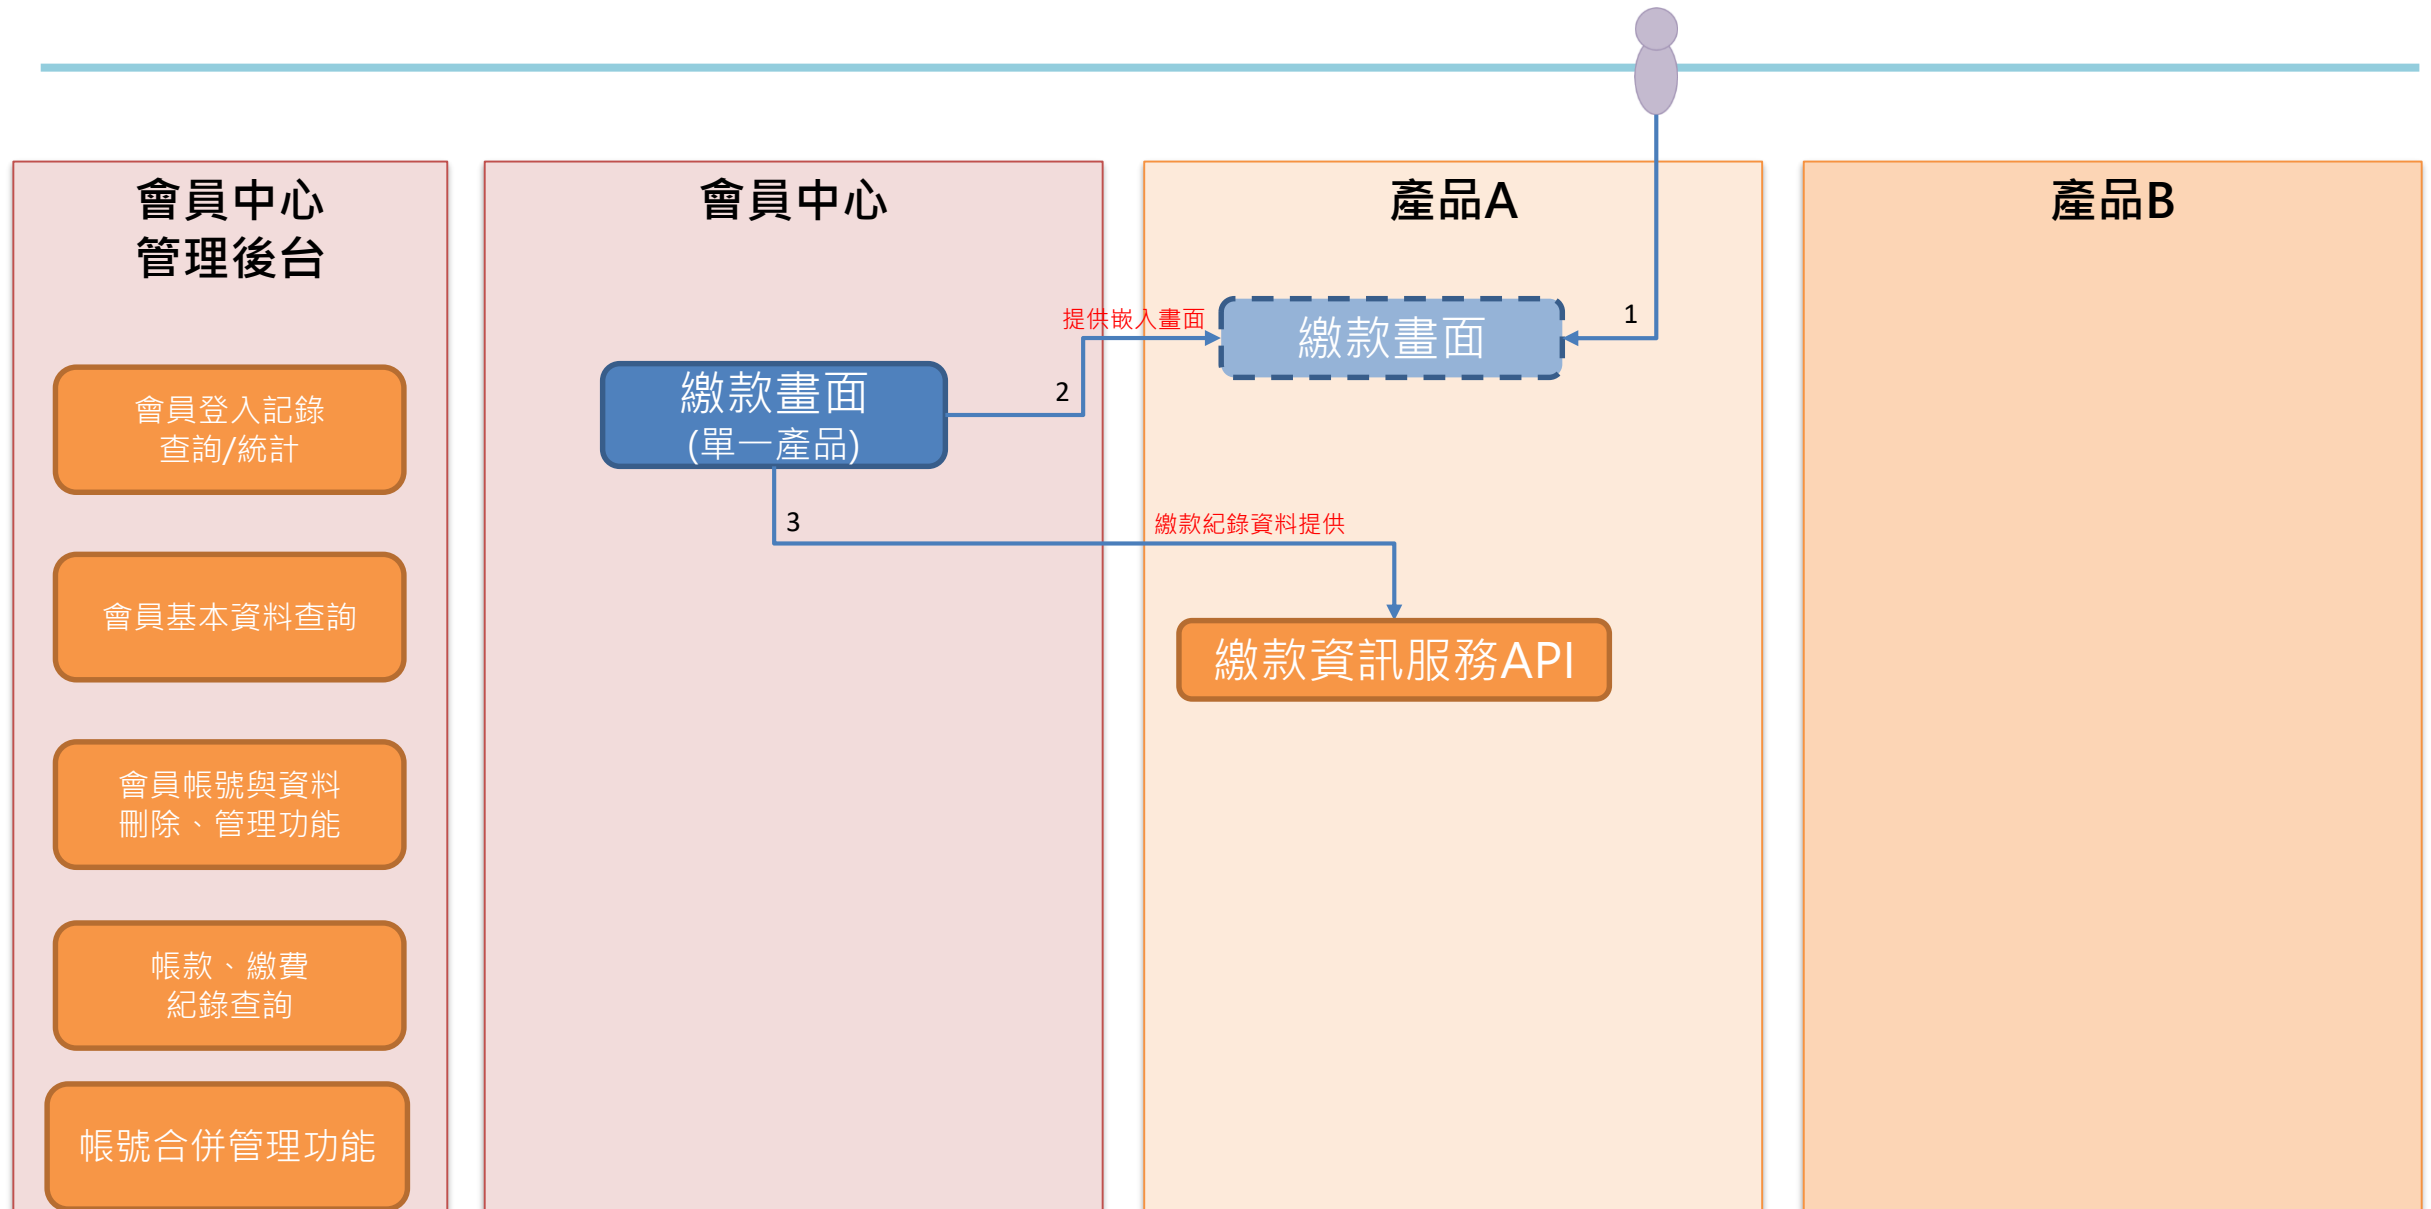 會員中心
管理後台
會員登入記錄
查詢/統計
會員基本資料查詢
會員帳號與資料
刪除、管理功能
帳款、繳費
紀錄查詢
帳號合併管理功能
會員中心
繳款畫面
(單一產品)
2
3
提供嵌入畫面
繳款紀錄資料提供
產品A
繳款畫面
1
繳款資訊服務API
產品B